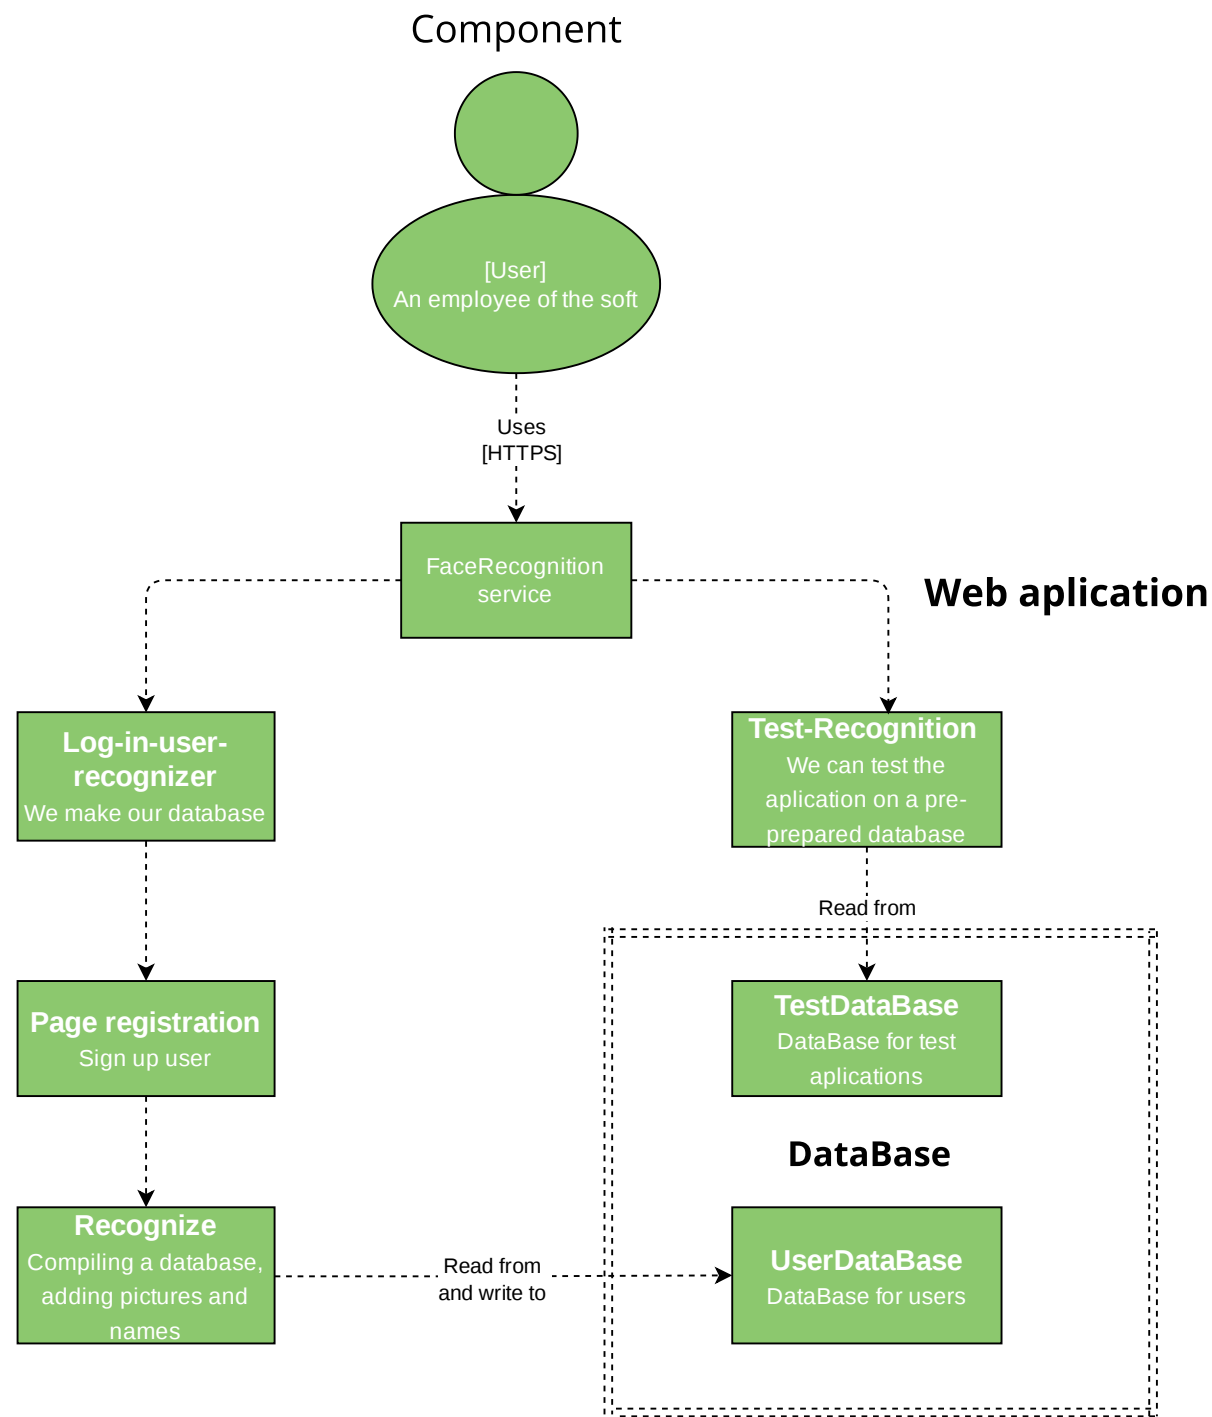 Component
[User]
An employee of the soft
Uses
[HTTPS]
FaceRecognition
service
Web aplication
Log-in-user-
recognizer
We make our database
Test-Recognition
We can test the
aplication on a pre-
prepared database
Read from
Page registration
Sign up user
TestDataBase
DataBase for test
aplications
DataBase
Recognize
Compiling a database,
adding pictures and
names
Read from
and write to
UserDataBase
DataBase for users